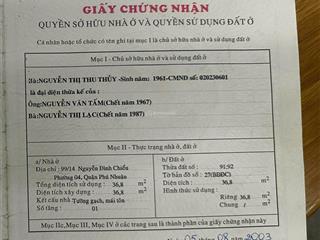 GIẤY CHỨNG NHẬN
QUYỀN SỞ HỮU NHÀ Ở VÀ QUYỀN SỬ DỤNG ĐẤT Ở
Cá nhân hoặc tổ chức có tên ghi tại mục I là chủ sở hữu nhà ở và sử dụng đất ở
Mục I - Chủ sở hữu nhà ở và sử dụng đất ở
Bà:NGUYỄN THỊ THU THỦY -Sinh năm: 1961-CMND số: 020230601
là đại diện thừa kế của :
Ông:NGUYỄN VĂN TẤM(Chết năm 1967)
Bà:NGUYỄN THỊ LẠC(Chết năm 1987)
Mục II - Thực trạng nhà ở, đất ở
a/ Nhà ở
Địa chỉ : 99/14 Nguyễn Đình Chiểu
Phường 04, Quận Phú Nhuận
Tổng diện tích sử dụng : 36,8 m2
Diện tích xây dựng : 36,8 m2
Kết cấu nhà Tường gạch, mái tôn
Số tầng : 01
b/ Đất ở
Thửa đất số : 91;92
Tờ bản đồ số : 27(BĐDC)
Diện tích : 36,8 m2
Hình thức sử dụng :
Riêng 36,8 m2
Chung / m2
Mục IIc, Mục III, Mục IV ở các trang sau là thành phần của giấy chứng nhận này
05 08 2003